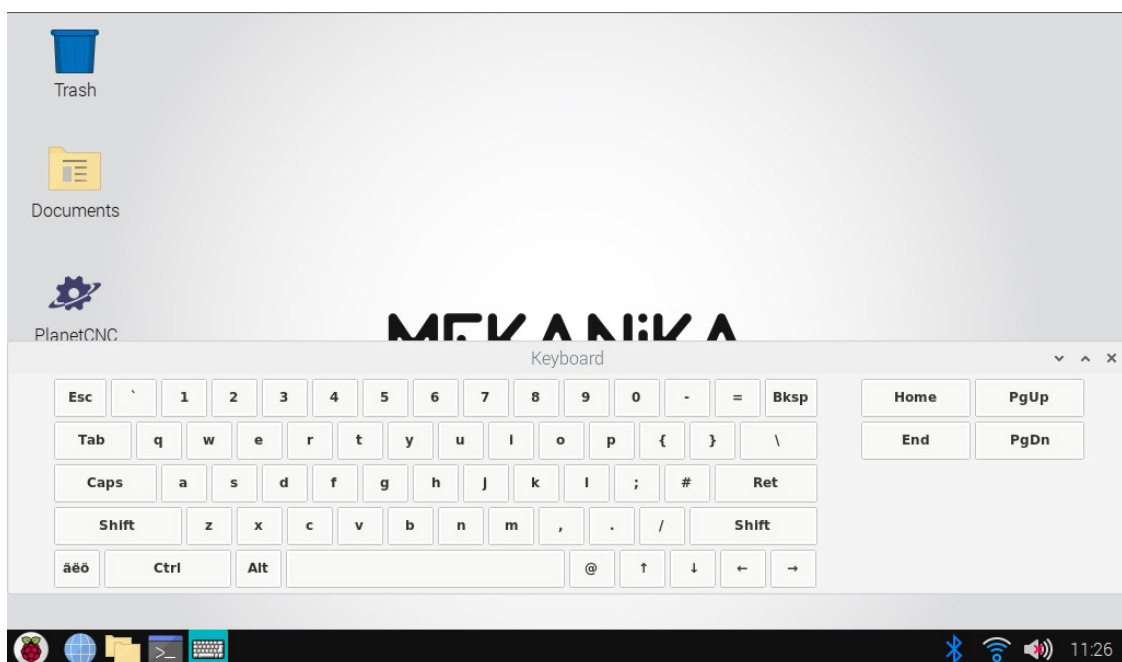 Trash
Documents
PlanetCNC
MEKANiKA
Keyboard
Esc ` 1 2 3 4 5 6 7 8 9 0 - = Bksp Home PgUp
Tab q w e r t y u i o p { } \ End PgDn
Caps a s d f g h j k l ; # Ret
Shift z x c v b n m , . / Shift
äëö Ctrl Alt @ ↑ ↓ ← →
>_
11:26